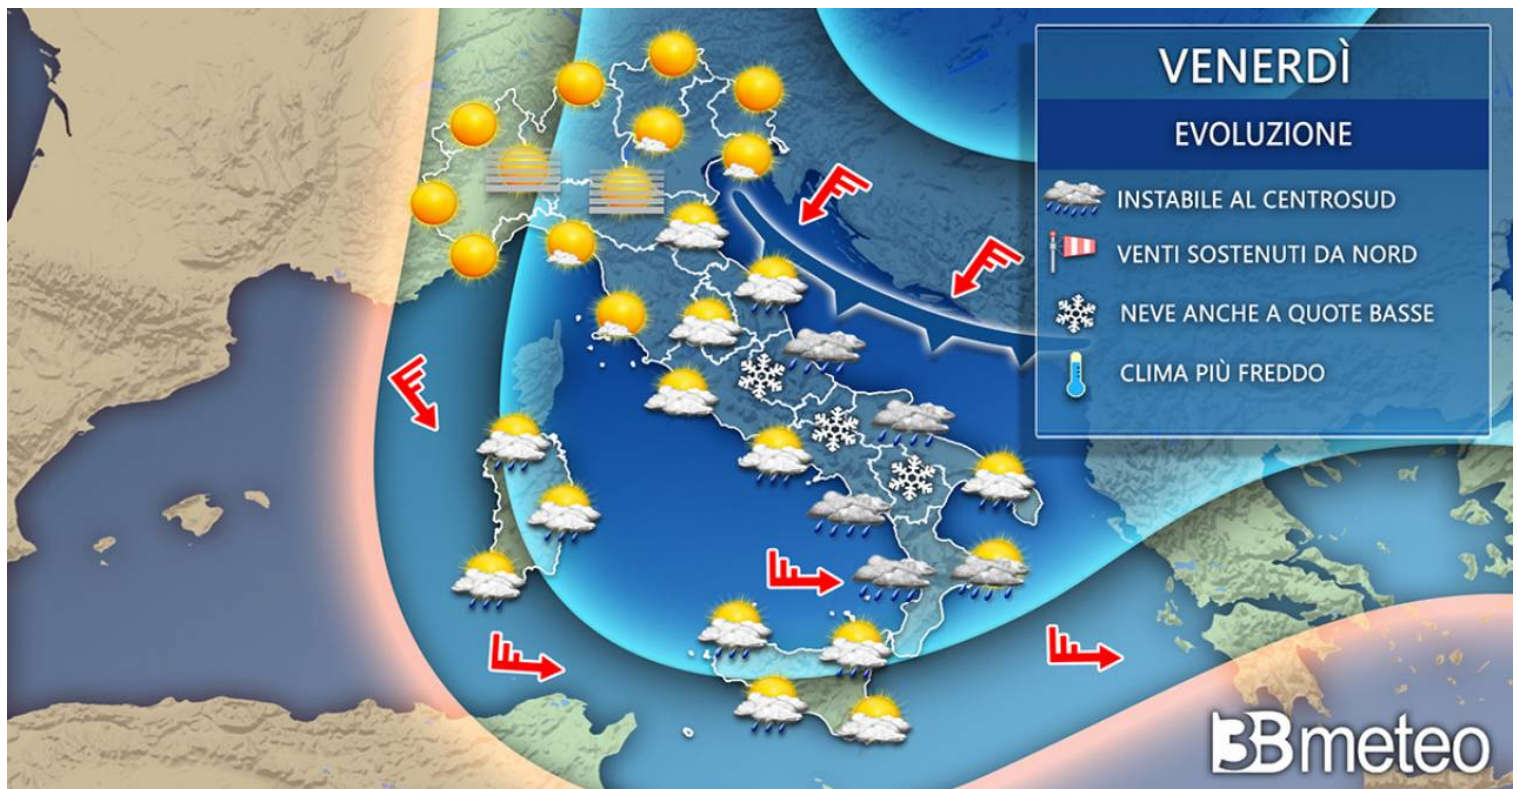 VENERDÌ
EVOLUZIONE
INSTABILE AL CENTROSUD
VENTI SOSTENUTI DA NORD
NEVE ANCHE A QUOTE BASSE
CLIMA PIÙ FREDDO
3Bmeteo